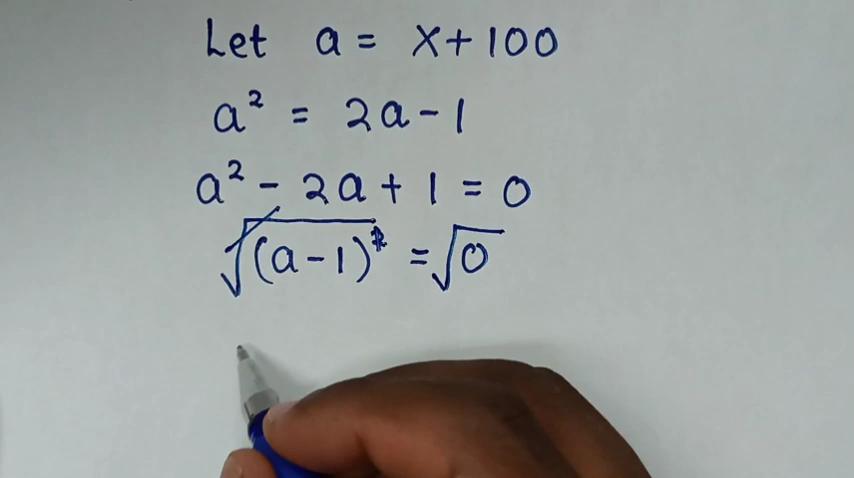 Let a = x + 100
a² = 2a - 1
a² - 2a + 1 = 0
√(a - 1)² = √0